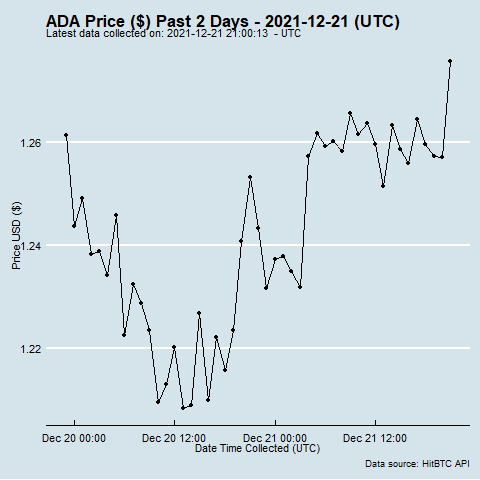 ADA Price ($) Past 2 Days - 2021-12-21 (UTC)
Latest data collected on: 2021-12-21 21:00:13 - UTC
1.26
1.24
1.22
Price USD ($)
Dec 20 00:00 Dec 20 12:00 Dec 21 00:00 Dec 21 12:00
Date Time Collected (UTC)
Data source: HitBTC API